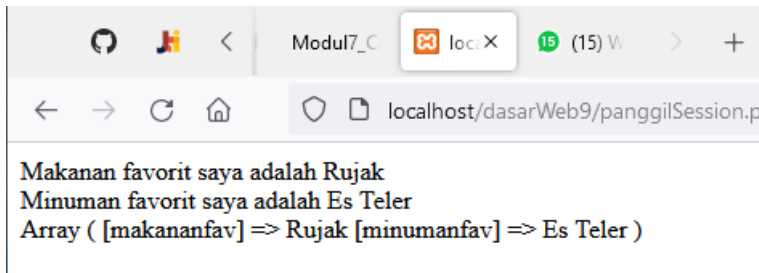 Modul7_C
loc
15
(15) W
localhost/dasarWeb9/panggilSession.p
Makanan favorit saya adalah Rujak
Minuman favorit saya adalah Es Teler
Array ( [makananfav] => Rujak [minumanfav] => Es Teler )